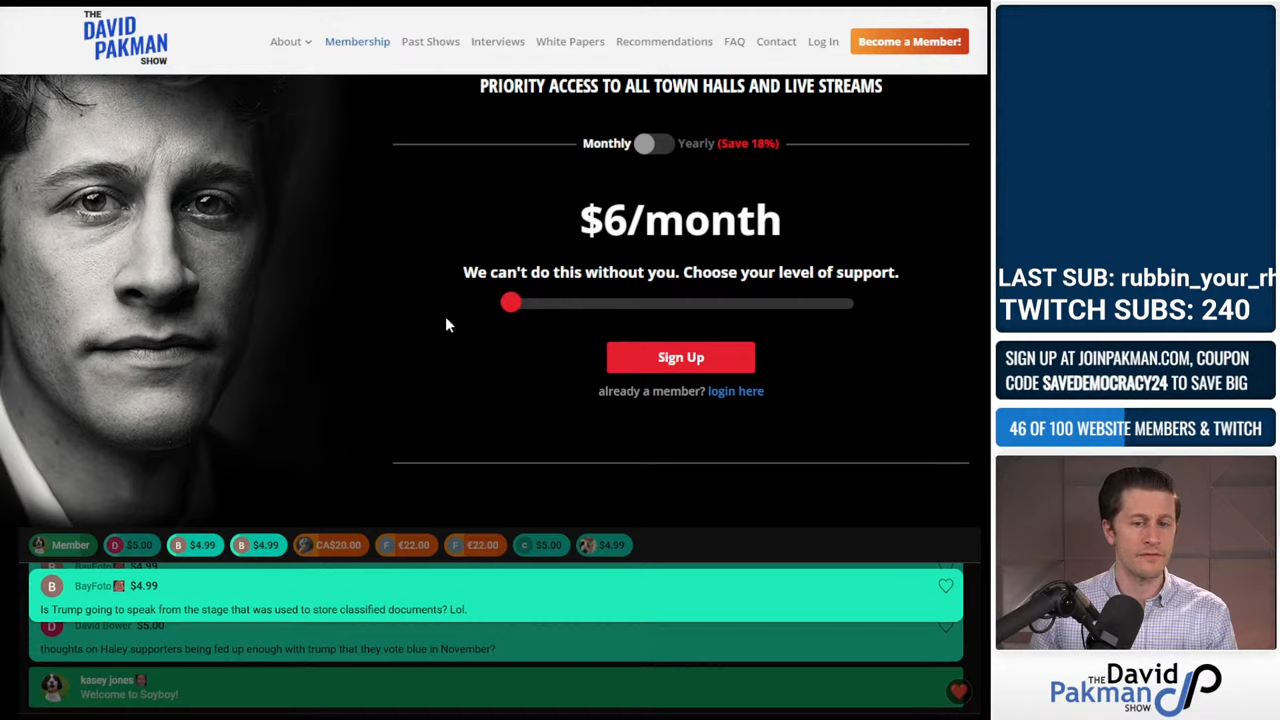 THE
DAVID
PAKMAN
SHOW
About
Membership
Past Shows
Interviews
White Papers
Recommendations
FAQ
Contact
Log In
Become a Member!
PRIORITY ACCESS TO ALL TOWN HALLS AND LIVE STREAMS
Monthly
Yearly (Save 18%)
$6/month
We can't do this without you. Choose your level of support.
Sign Up
already a member? login here
Member
D $5.00
B $4.99
B $4.99
CA$20.00
F €22.00
F €22.00
C $5.00
$4.99
BayFoto $4.99
B BayFoto $4.99
Is Trump going to speak from the stage that was used to store classified documents? Lol.
D David Bower $5.00
thoughts on Haley supporters being fed up enough with trump that they vote blue in November?
kasey jones
Welcome to Soyboy!
LAST SUB: rubbin_your_rh
TWITCH SUBS: 240
SIGN UP AT JOINPAKMAN.COM, COUPON
CODE SAVEDEMOCRACY24 TO SAVE BIG
46 OF 100 WEBSITE MEMBERS & TWITCH
THE David
Pakman
SHOW